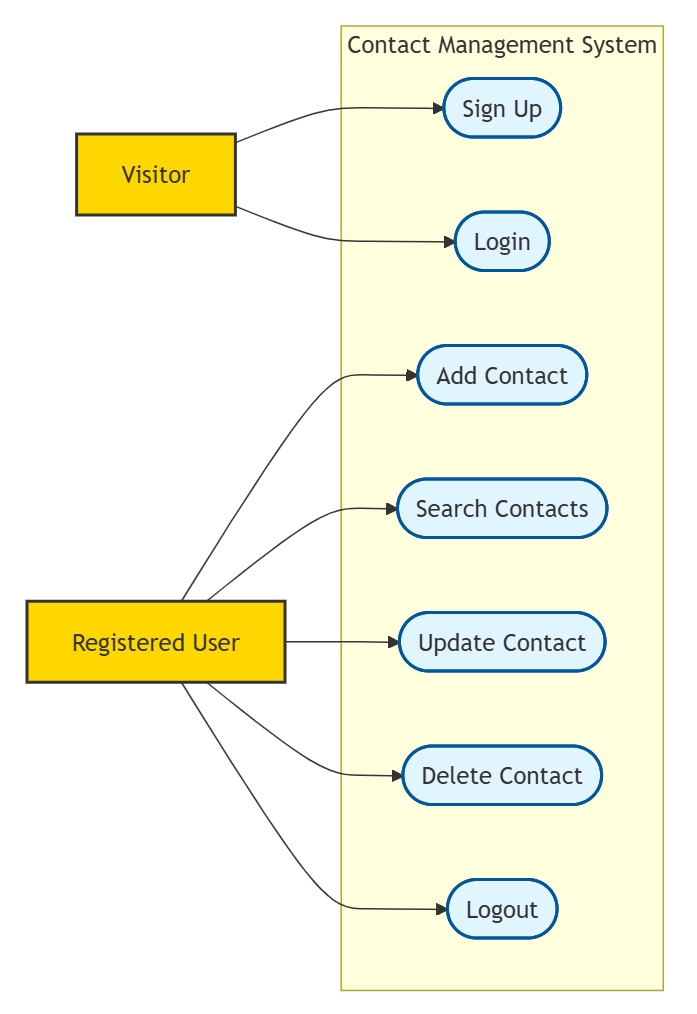 Contact Management System
Sign Up
Visitor
Login
Add Contact
Search Contacts
Registered User
Update Contact
Delete Contact
Logout